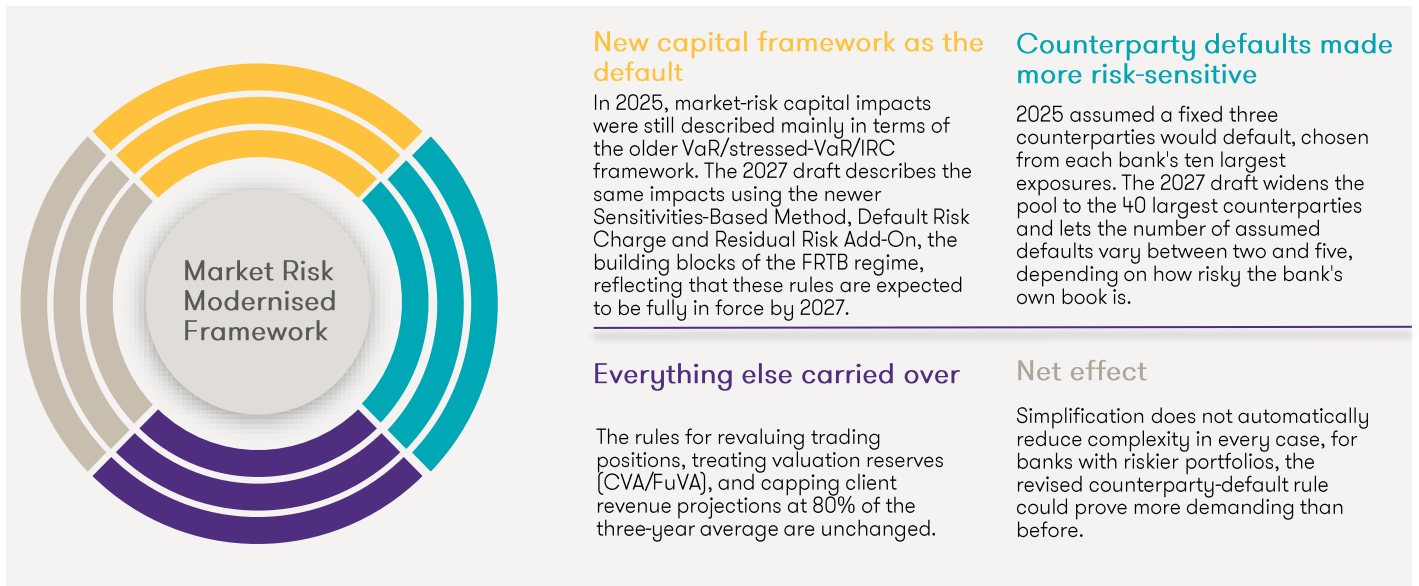 Market Risk
Modernised
Framework
New capital framework as the
default
In 2025, market-risk capital impacts
were still described mainly in terms of
the older VaR/stressed-VaR/IRC
framework. The 2027 draft describes the
same impacts using the newer
Sensitivities-Based Method, Default Risk
Charge and Residual Risk Add-On, the
building blocks of the FRTB regime,
reflecting that these rules are expected
to be fully in force by 2027.
Counterparty defaults made
more risk-sensitive
2025 assumed a fixed three
counterparties would default, chosen
from each bank's ten largest
exposures. The 2027 draft widens the
pool to the 40 largest counterparties
and lets the number of assumed
defaults vary between two and five,
depending on how risky the bank's
own book is.
Everything else carried over
The rules for revaluing trading
positions, treating valuation reserves
(CVA/FuVA), and capping client
revenue projections at 80% of the
three-year average are unchanged.
Net effect
Simplification does not automatically
reduce complexity in every case, for
banks with riskier portfolios, the
revised counterparty-default rule
could prove more demanding than
before.